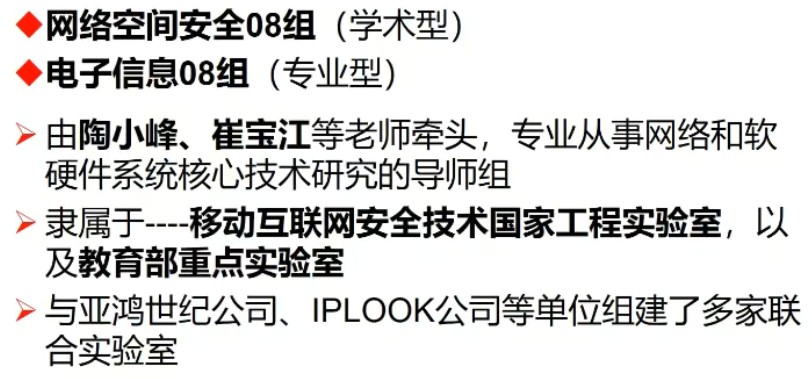 ◆网络空间安全08组（学术型）
◆电子信息08组（专业型）
➢由陶小峰、崔宝江等老师牵头，专业从事网络和软
硬件系统核心技术研究的导师组
➢隶属于----移动互联网安全技术国家工程实验室，以
及教育部重点实验室
➢与亚鸿世纪公司、IPLOOK公司等单位组建了多家联
合实验室